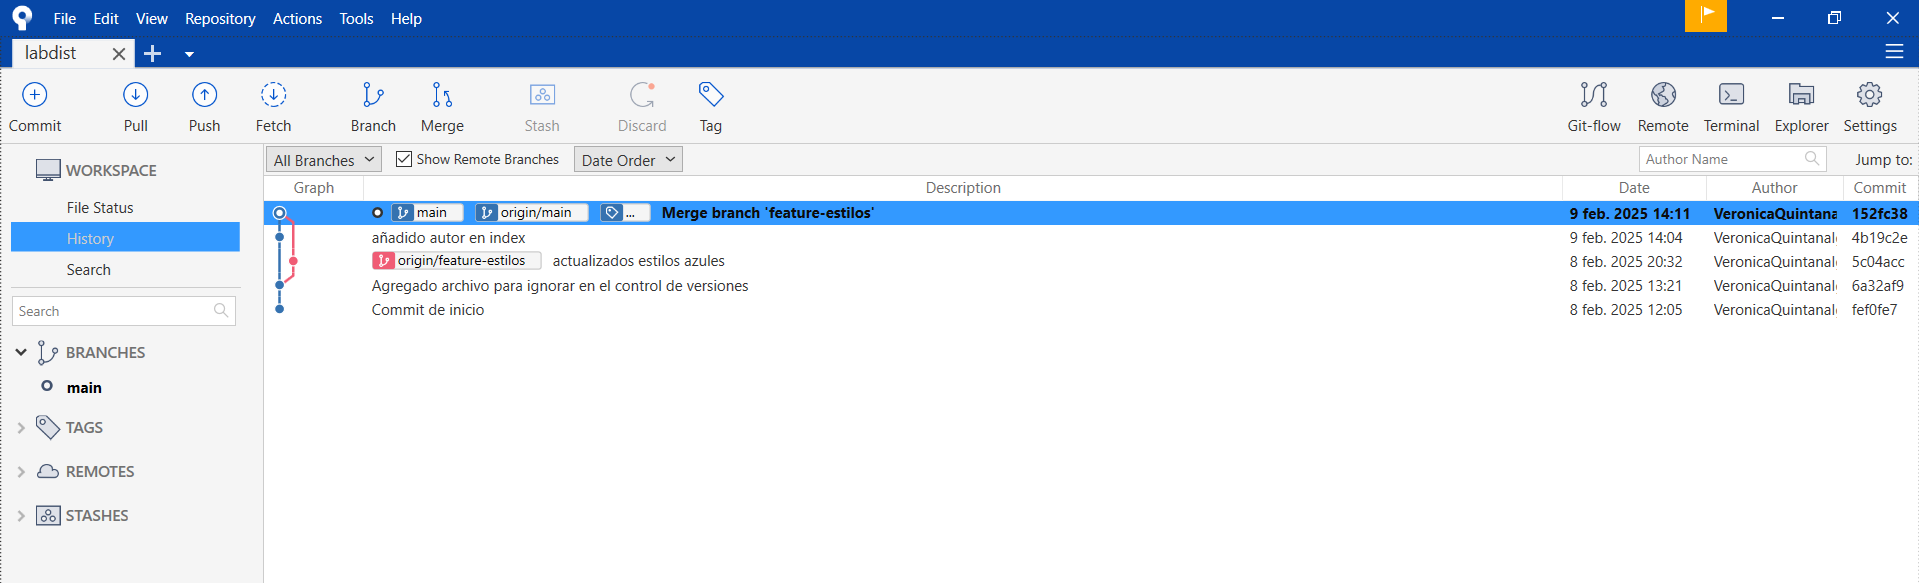 File Edit View Repository Actions Tools Help
labdist
Commit Pull Push Fetch Branch Merge Stash Discard Tag Git-flow Remote Terminal Explorer Settings
WORKSPACE
File Status
History
Search
Search
BRANCHES
main
TAGS
REMOTES
STASHES
All Branches Show Remote Branches Date Order Author Name Jump to:
Graph Description Date Author Commit
main origin/main ... Merge branch 'feature-estilos' 9 feb. 2025 14:11 VeronicaQuintana 152fc38
añadido autor en index 9 feb. 2025 14:04 VeronicaQuintanal 4b19c2e
origin/feature-estilos actualizados estilos azules 8 feb. 2025 20:32 VeronicaQuintanal 5c04acc
Agregado archivo para ignorar en el control de versiones 8 feb. 2025 13:21 VeronicaQuintanal 6a32af9
Commit de inicio 8 feb. 2025 12:05 VeronicaQuintanal fef0fe7